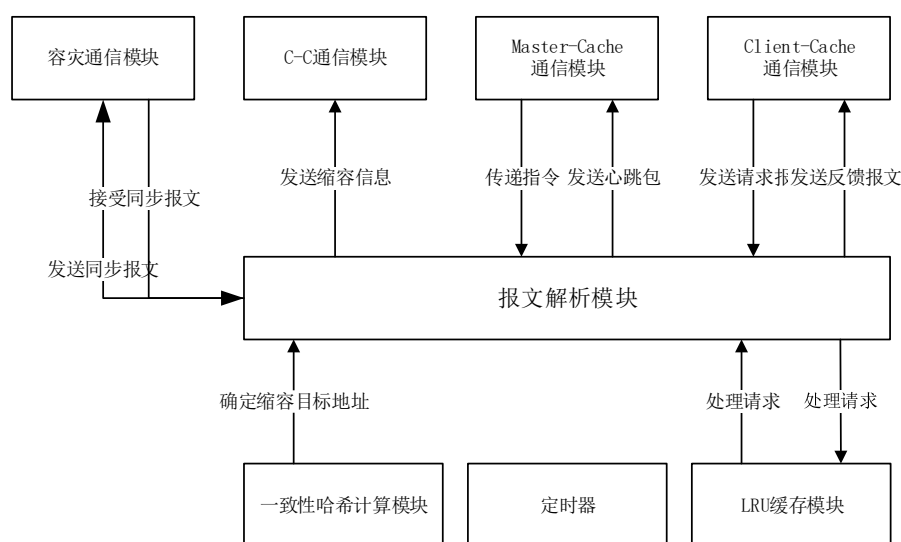 容灾通信模块
C-C通信模块
Master-Cache
通信模块
Client-Cache
通信模块
发送缩容信息
传递指令
发送心跳包
发送请求报
发送反馈报文
接受同步报文
发送同步报文
报文解析模块
确定缩容目标地址
处理请求
处理请求
一致性哈希计算模块
定时器
LRU缓存模块